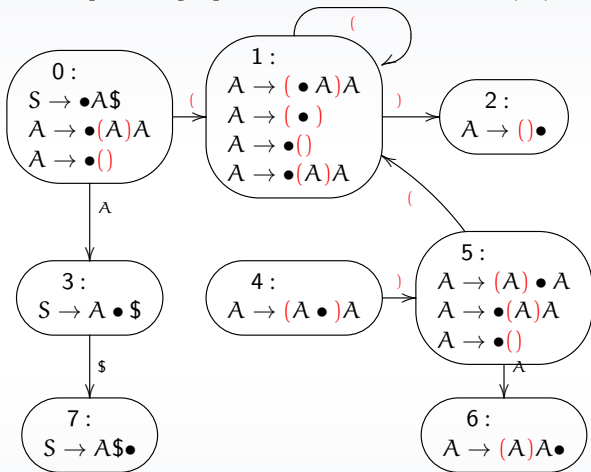 (
0 :
S → •A$
A → •(A)A
A → •()
(
1 :
A → ( • A)A
A → ( • )
A → •()
A → •(A)A
)
2 :
A → ()•
A
(
3 :
S → A • $
4 :
A → (A • )A
)
5 :
A → (A) • A
A → •(A)A
A → •()
$
A
7 :
S → A$•
6 :
A → (A)A•